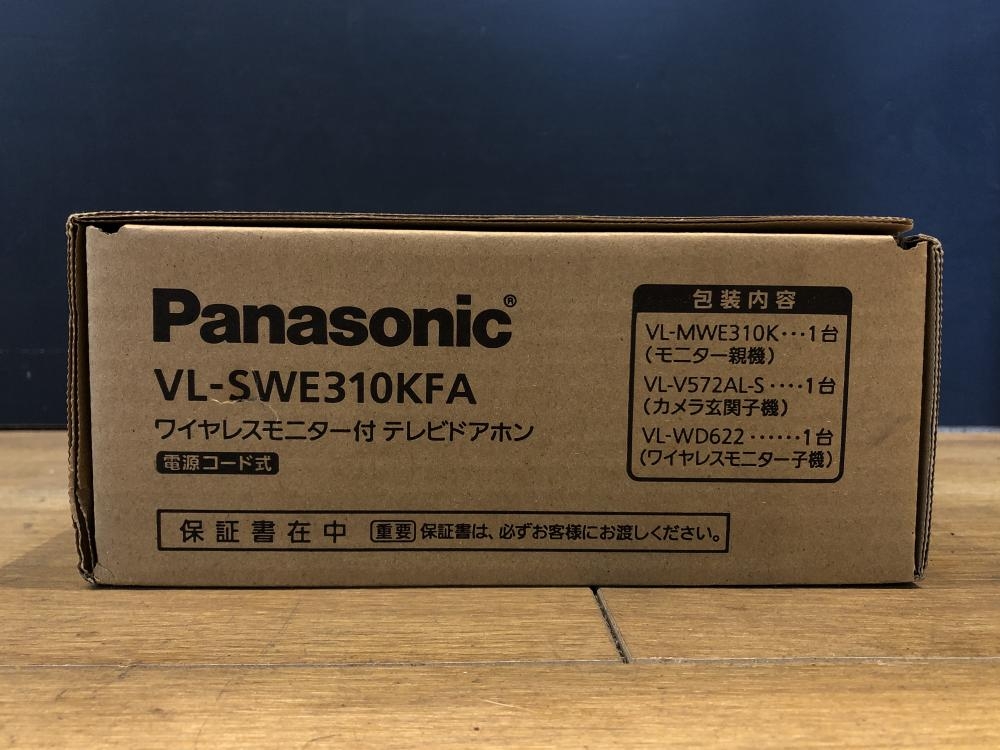 Panasonic®
VL-SWE310KFA
ワイヤレスモニター付 テレビドアホン
電源コード式
保証書在中 重要 保証書は、必ずお客様にお渡しください。
包装内容
VL-MWE310K…1台
(モニター親機)
VL-V572AL-S‥‥1台
(カメラ玄関子機)
VL-WD622……1台
(ワイヤレスモニター子機)